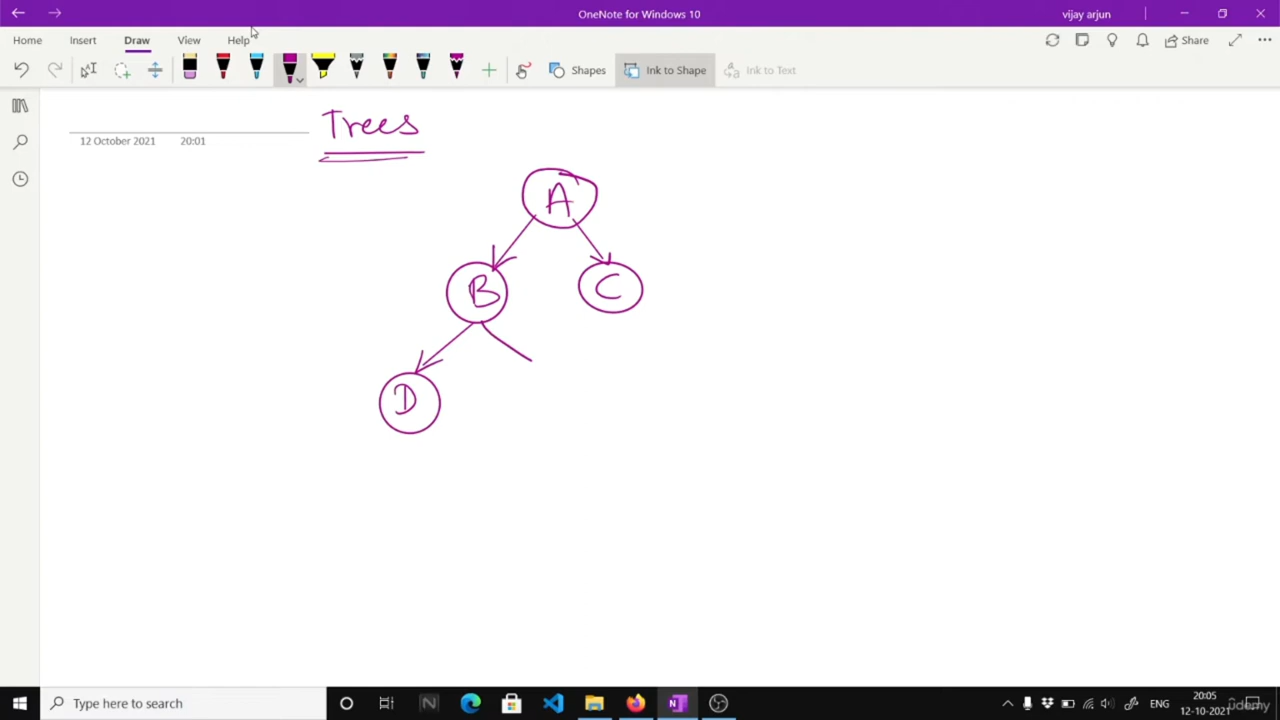 OneNote for Windows 10
vijay arjun
Home Insert Draw View Help
Share
Shapes Ink to Shape Ink to Text
Trees
12 October 2021 20:01
A
B C
D
Type here to search
ENG
20:05
12-10-2021
udemy